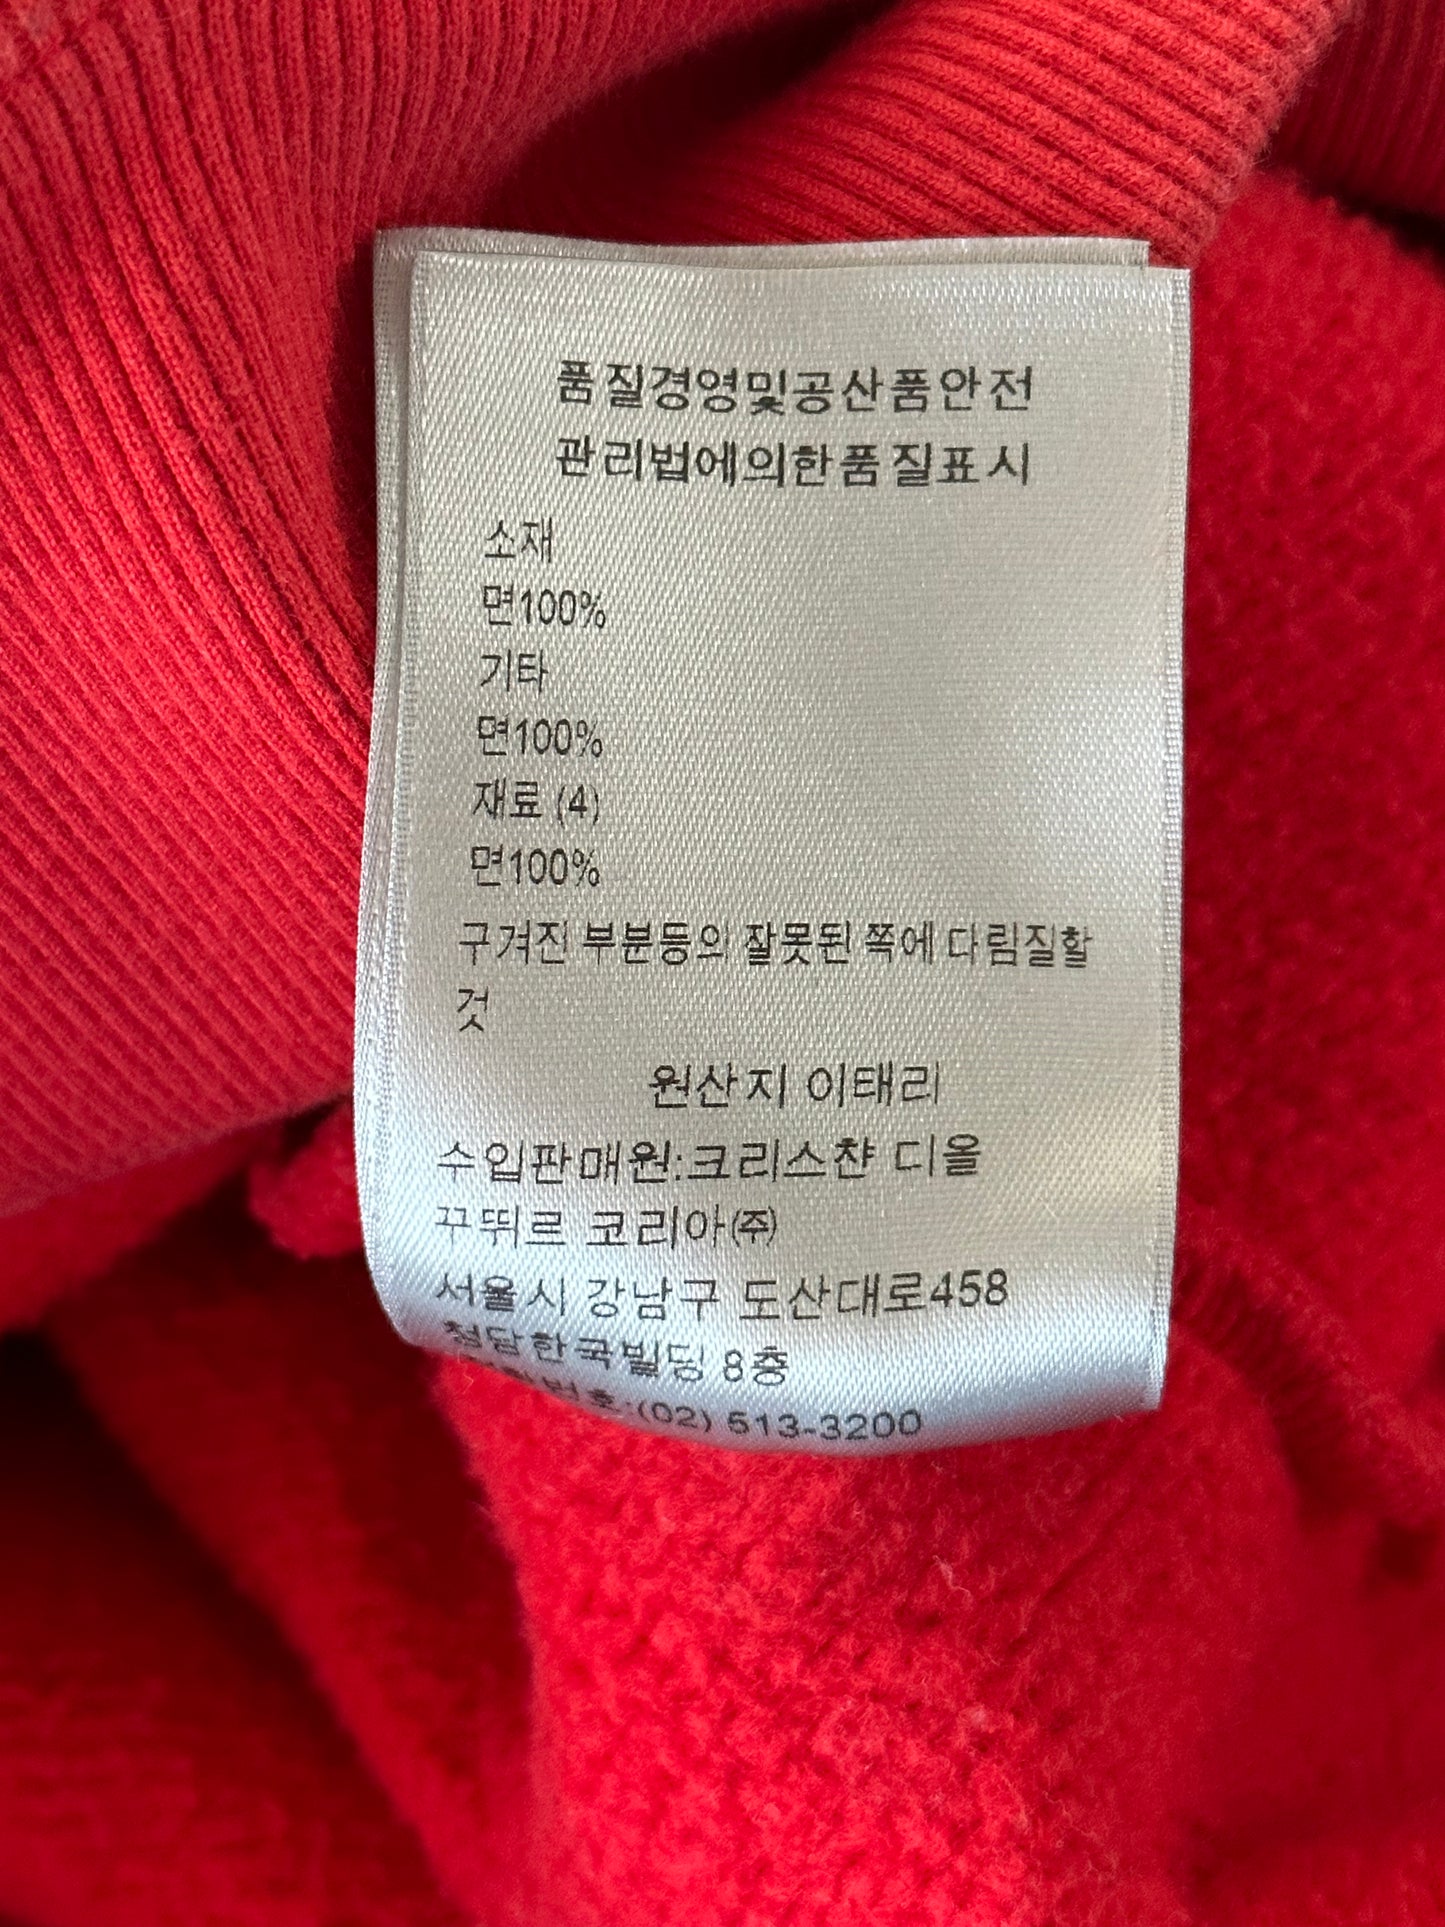 품질경영및공산품안전
관리법에의한품질표시
소재
면100%
기타
면100%
재료 (4)
면100%
구겨진 부분등의 잘못된 쪽에 다림질할
것
원산지 이태리
수입판매원:크리스챤 디올
꾸뛰르 코리아㈜
서울시 강남구 도산대로458
청담한국빌딩 8층
전화번호:(02) 513-3200